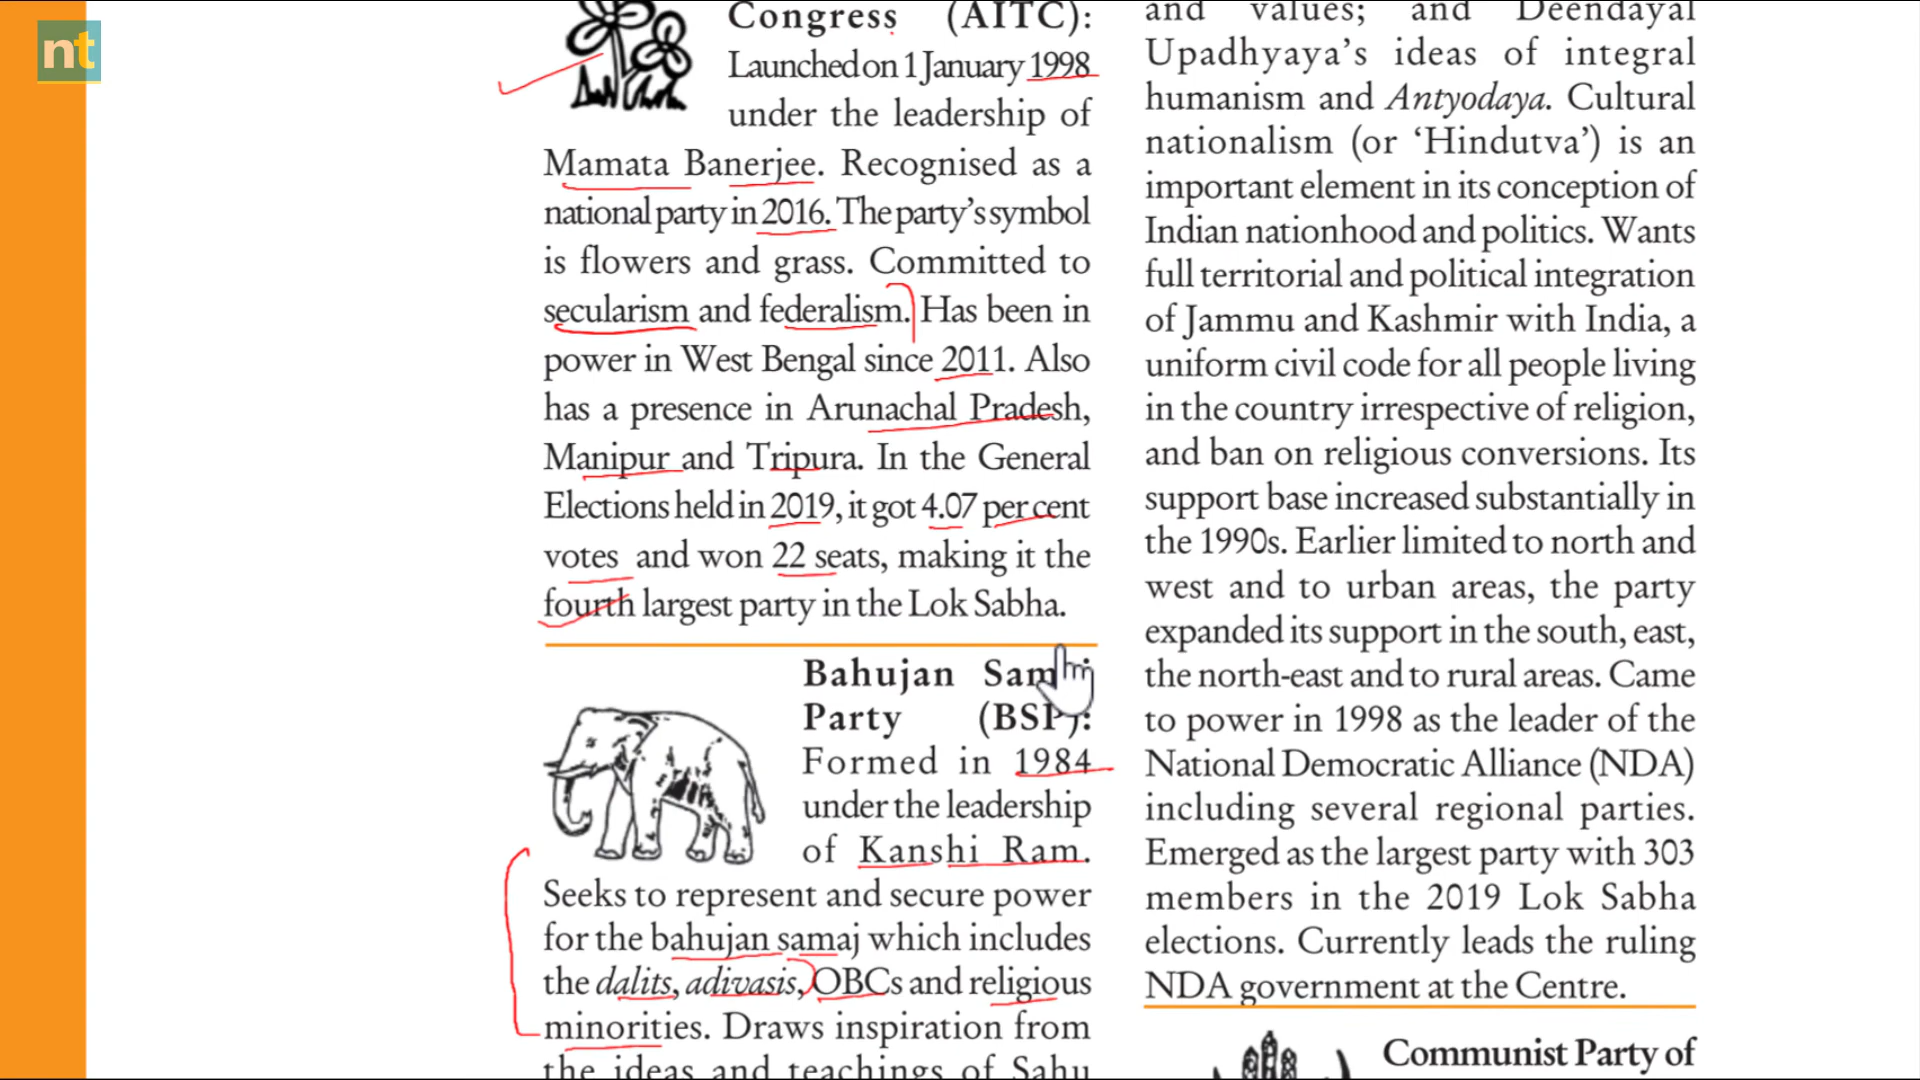 nt
Congress (AITC):
Launched on 1 January 1998
under the leadership of
Mamata Banerjee. Recognised as a
national party in 2016. The party's symbol
is flowers and grass. Committed to
secularism and federalism. Has been in
power in West Bengal since 2011. Also
has a presence in Arunachal Pradesh,
Manipur and Tripura. In the General
Elections held in 2019, it got 4.07 per cent
votes and won 22 seats, making it the
fourth largest party in the Lok Sabha.
Bahujan
Party (BSP):
Formed in 1984
under the leadership
of Kanshi Ram.
Seeks to represent and secure power
for the bahujan samaj which includes
the dalits, adivasis, OBCs and religious
minorities. Draws inspiration from
the ideas and teachings of Sahu
and values; and Deendayal
Upadhyaya's ideas of integral
humanism and Antyodaya. Cultural
nationalism (or ‘Hindutva’) is an
important element in its conception of
Indian nationhood and politics. Wants
full territorial and political integration
of Jammu and Kashmir with India, a
uniform civil code for all people living
in the country irrespective of religion,
and ban on religious conversions. Its
support base increased substantially in
the 1990s. Earlier limited to north and
west and to urban areas, the party
expanded its support in the south, east,
the north-east and to rural areas. Came
to power in 1998 as the leader of the
National Democratic Alliance (NDA)
including several regional parties.
Emerged as the largest party with 303
members in the 2019 Lok Sabha
elections. Currently leads the ruling
NDA government at the Centre.
Communist Party of